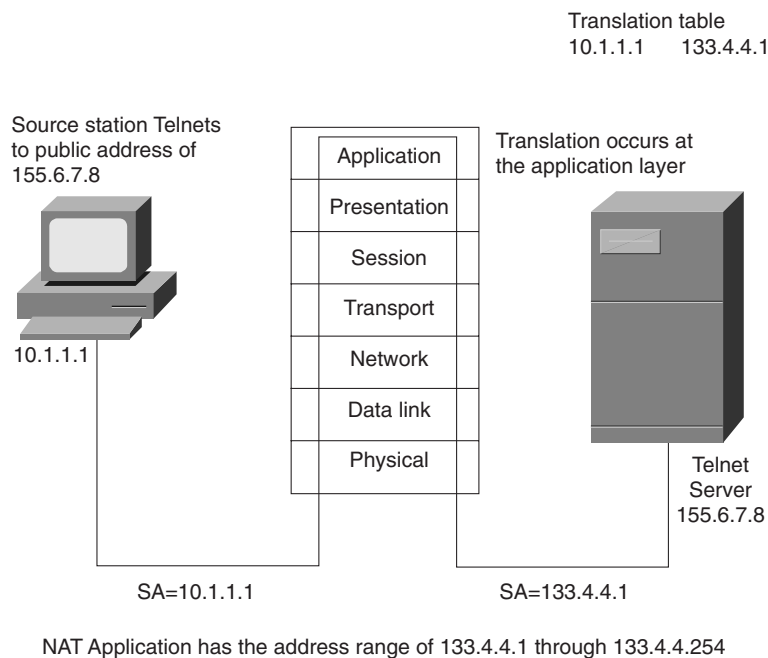 Translation table
10.1.1.1 133.4.4.1
Source station Telnets
to public address of
155.6.7.8
Application
Presentation
Session
Transport
Network
Data link
Physical
Translation occurs at
the application layer
10.1.1.1
Telnet
Server
155.6.7.8
SA=10.1.1.1
SA=133.4.4.1
NAT Application has the address range of 133.4.4.1 through 133.4.4.254